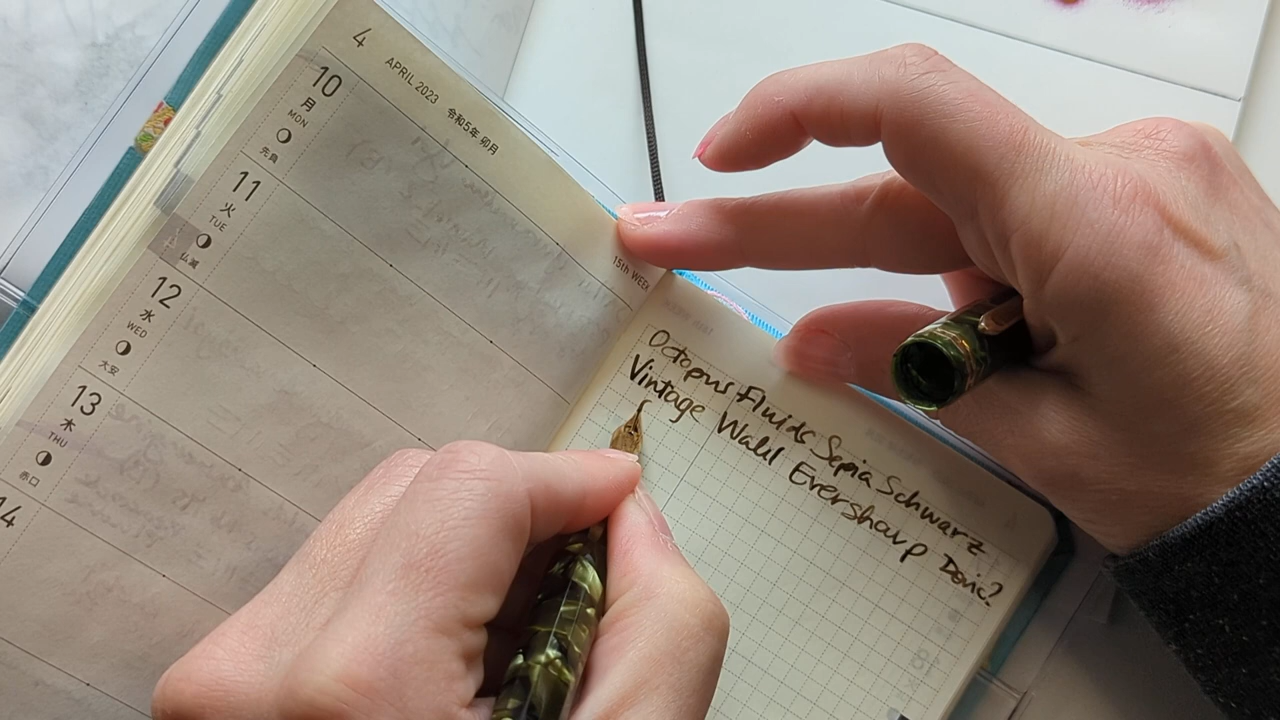 4
APRIL 2023 令和5年 卯月
10
月
MON
先負
11
火
TUE
仏滅
12
水
WED
大安
13
木
THU
赤口
14
15th WEEK
Octopus Fluids Sepia Schwarz
Vintage Wahl Eversharp Doric?
18